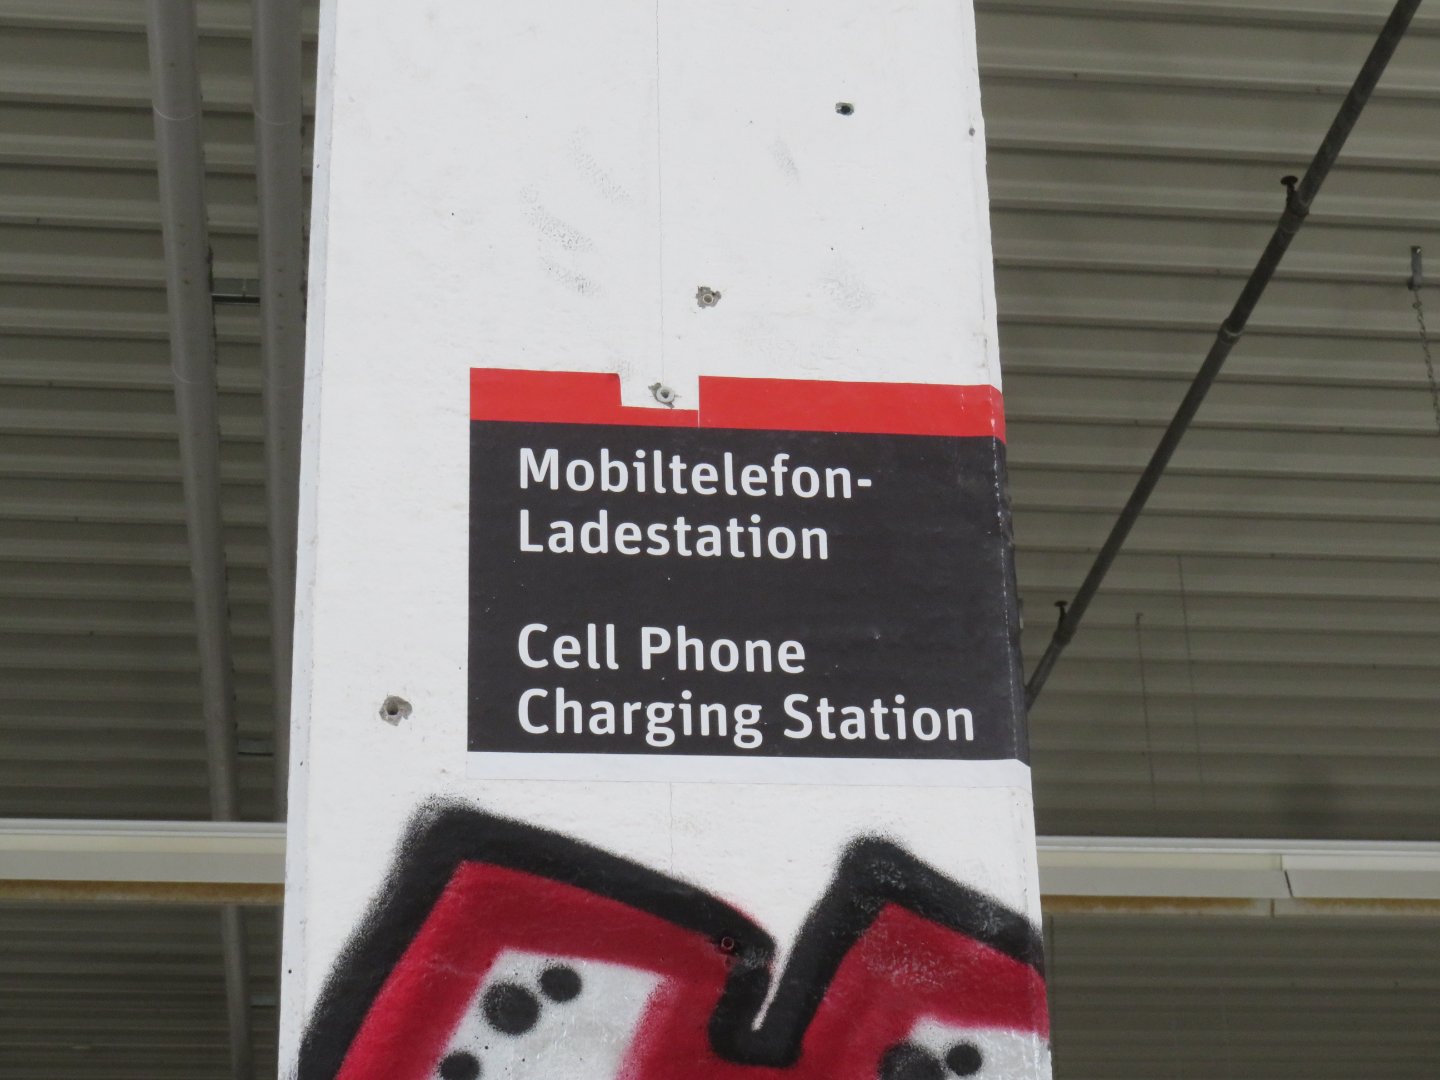 Mobiltelefon-
Ladestation
Cell Phone
Charging Station